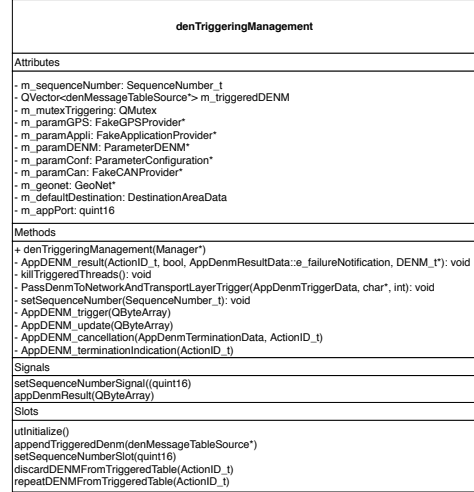 denTriggeringManagement
Attributes
- m_sequenceNumber: SequenceNumber_t
- QVector<denMessageTableSource*> m_triggeredDENM
- m_mutexTriggering: QMutex
- m_paramGPS: FakeGPSProvider*
- m_paramAppli: FakeApplicationProvider*
- m_paramDENM: ParameterDENM*
- m_paramConf: ParameterConfiguration*
- m_paramCan: FakeCANProvider*
- m_geonet: GeoNet*
- m_defaultDestination: DestinationAreaData
- m_appPort: quint16
Methods
+ denTriggeringManagement(Manager*)
- AppDENM_result(ActionID_t, bool, AppDenmResultData::e_failureNotification, DENM_t*): void
- killTriggeredThreads(): void
- PassDenmToNetworkAndTransportLayerTrigger(AppDenmTriggerData, char*, int): void
- setSequenceNumber(SequenceNumber_t): void
- AppDENM_trigger(QByteArray)
- AppDENM_update(QByteArray)
- AppDENM_cancellation(AppDenmTerminationData, ActionID_t)
- AppDENM_terminationIndication(ActionID_t)
Signals
setSequenceNumberSignal((quint16)
appDenmResult(QByteArray)
Slots
utInitialize()
appendTriggeredDenm(denMessageTableSource*)
setSequenceNumberSlot(quint16)
discardDENMFromTriggeredTable(ActionID_t)
repeatDENMFromTriggeredTable(ActionID_t)